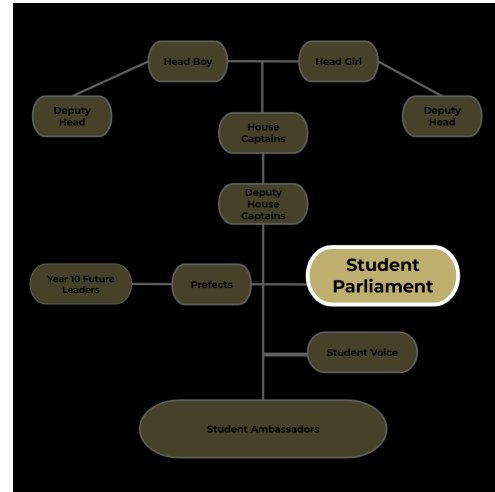 Head Boy
Head Girl
Deputy
Head
Deputy
Head
House
Captains
Deputy
House
Captains
Year 10 Future
Leaders
Prefects
Student
Parliament
Student Voice
Student Ambassadors